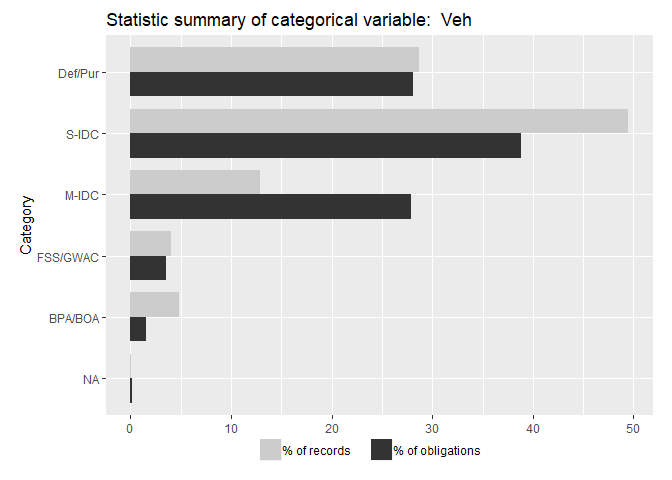 Statistic summary of categorical variable:  Veh
Category
Def/Pur
S-IDC
M-IDC
FSS/GWAC
BPA/BOA
NA
0 10 20 30 40 50
% of records % of obligations